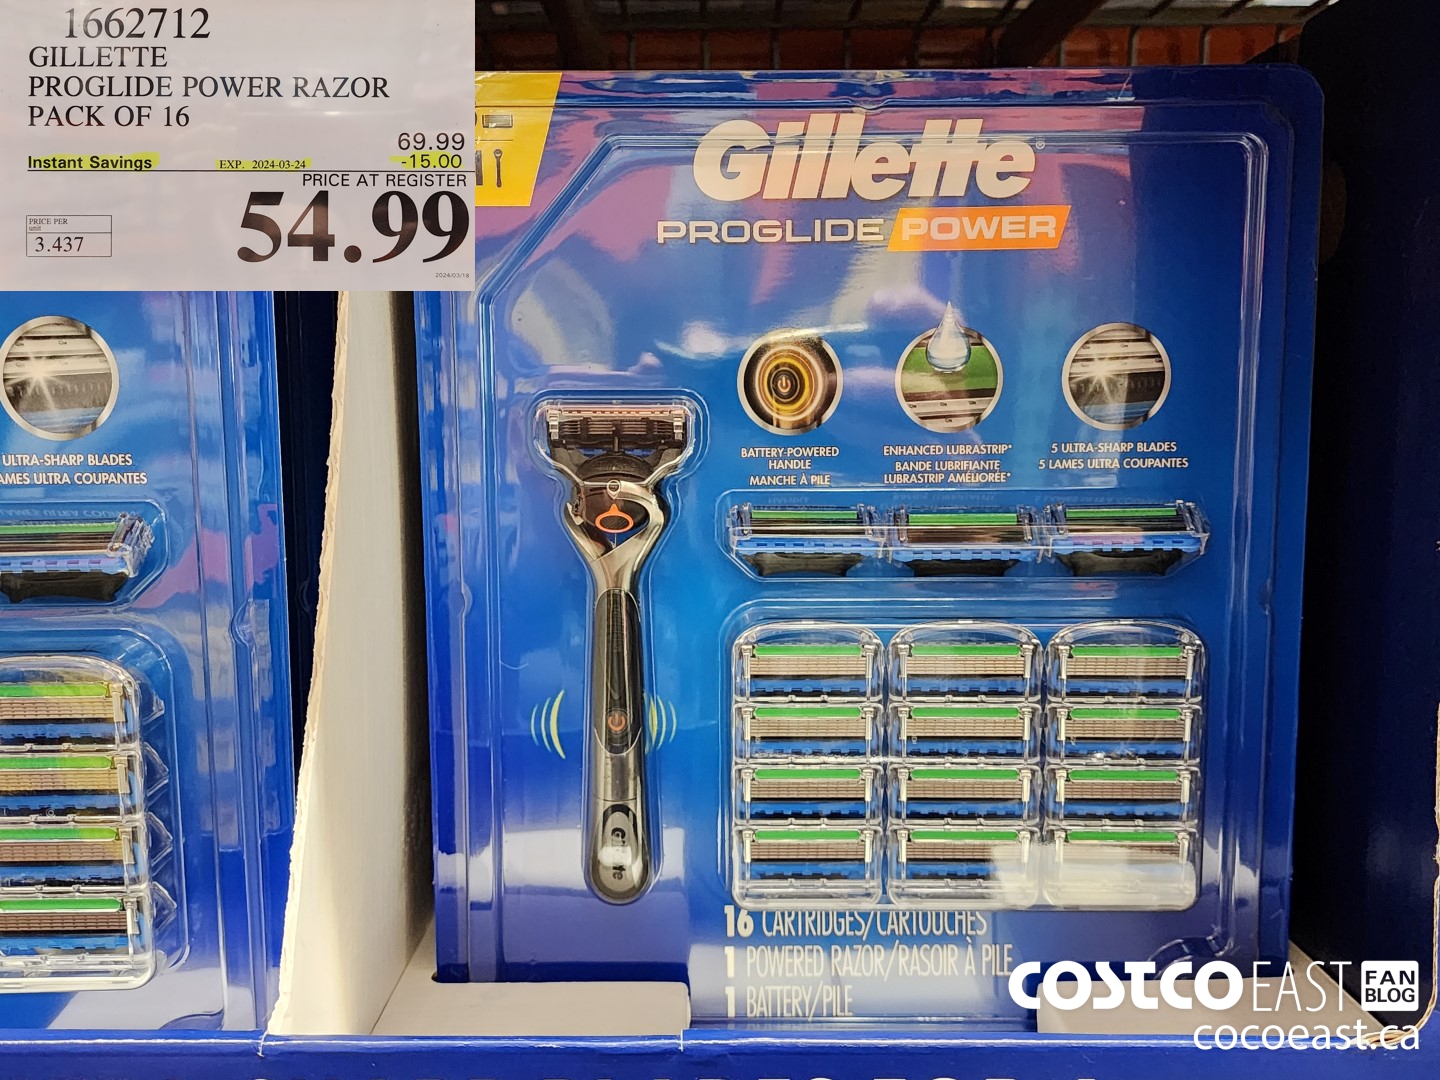 1662712
GILLETTE
PROGLIDE POWER RAZOR
PACK OF 16
69.99
Instant Savings EXP. 2024-03-24 -15.00
PRICE AT REGISTER
54.99
PRICE PER
unit
3.437
2024/03/18
Gillette®
PROGLIDE POWER
BATTERY-POWERED
HANDLE
MANCHE À PILE
ENHANCED LUBRASTRIP*
BANDE LUBRIFIANTE
LUBRASTRIP AMÉLIORÉE*
5 ULTRA-SHARP BLADES
5 LAMES ULTRA COUPANTES
ULTRA-SHARP BLADES
AMES ULTRA COUPANTES
Gillette
16 CARTRIDGES/CARTOUCHES
1 POWERED RAZOR/RASOIR À PILE
1 BATTERY/PILE
COSTCO EAST FAN BLOG
cocoeast.ca